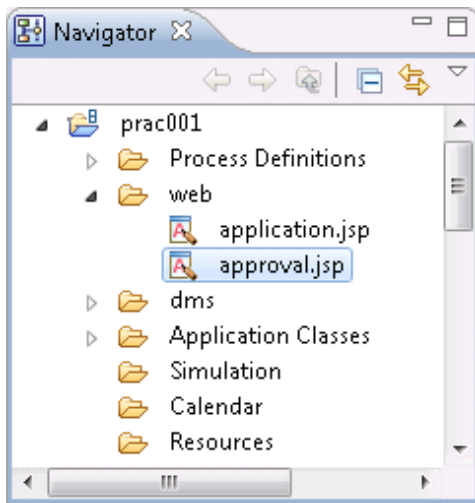 Navigator
prac001
Process Definitions
web
application.jsp
approval.jsp
dms
Application Classes
Simulation
Calendar
Resources